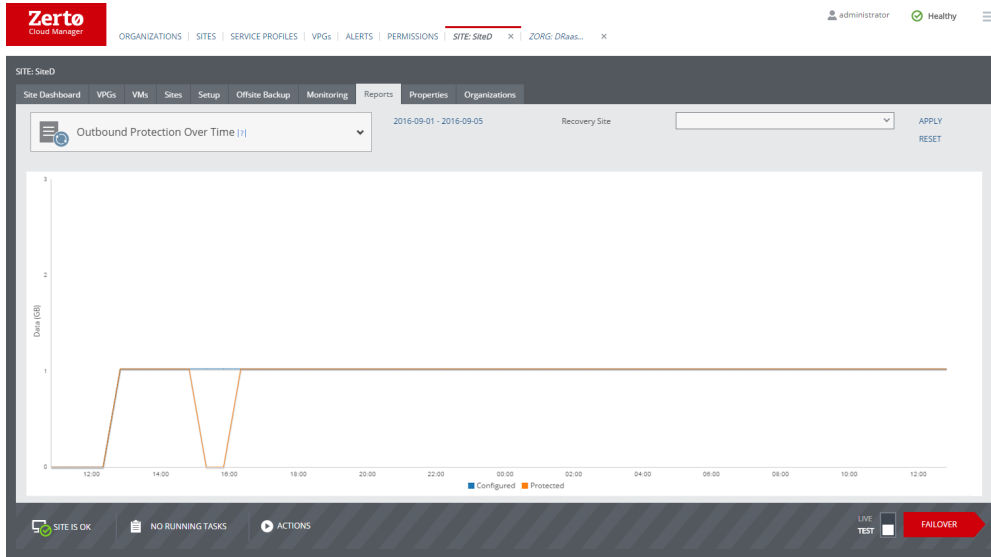 Zerto
Cloud Manager
administrator
Healthy
ORGANIZATIONS | SITES | SERVICE PROFILES | VPGs | ALERTS | PERMISSIONS | SITE: SiteD × | ZORG: DRaas... ×
SITE: SiteD
Site Dashboard VPGs VMs Sites Setup Offsite Backup Monitoring Reports Properties Organizations
Outbound Protection Over Time [?]
2016-09-01 - 2016-09-05
Recovery Site
APPLY
RESET
3
2
Data (GB)
1
0
12:00 14:00 16:00 18:00 20:00 22:00 00:00 02:00 04:00 06:00 08:00 10:00 12:00
Configured Protected
SITE IS OK
NO RUNNING TASKS
ACTIONS
LIVE
TEST
FAILOVER